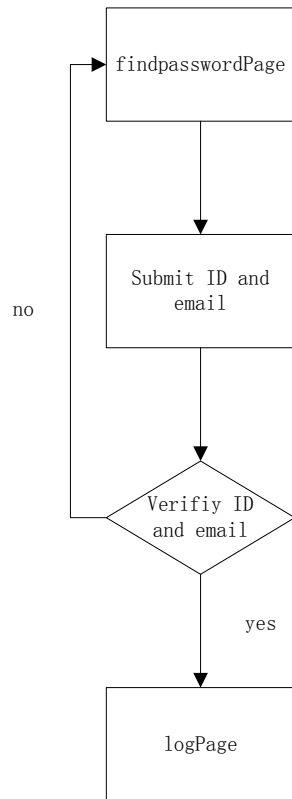 findpasswordPage
Submit ID and
email
no
Verifiy ID
and email
yes
logPage